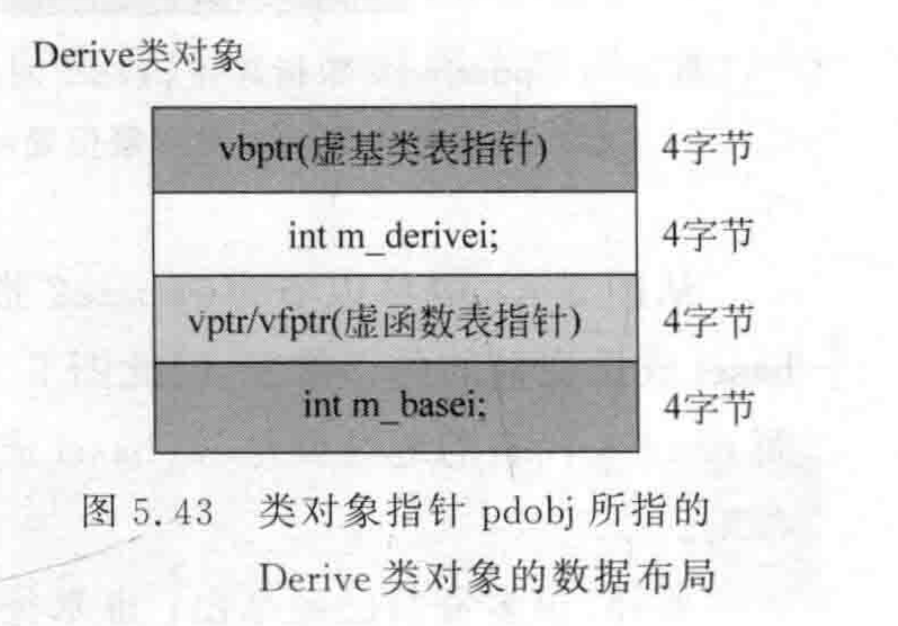 Derive类对象
vbptr(虚基类表指针) 4字节
int m_derivei; 4字节
vptr/vfptr(虚函数表指针) 4字节
int m_basei; 4字节
图 5.43 类对象指针 pdobj 所指的
Derive 类对象的数据布局